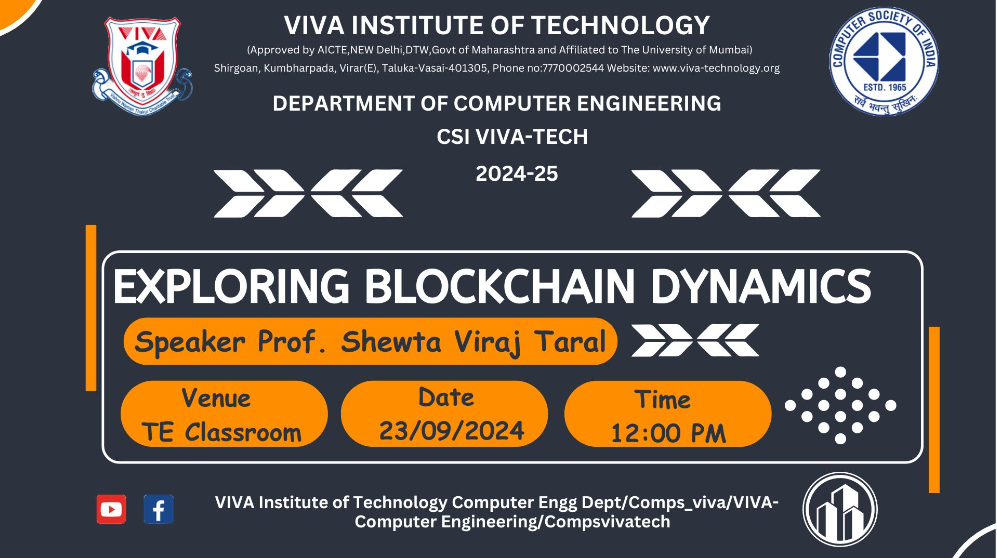 VIVA INSTITUTE OF TECHNOLOGY
(Approved by AICTE,NEW Delhi,DTW,Govt of Maharashtra and Affiliated to The University of Mumbai)
Shirgoan, Kumbharpada, Virar(E), Taluka-Vasai-401305, Phone no:7770002544 Website: www.viva-technology.org
VIVA
COMPUTER SOCIETY OF INDIA
ESTD. 1965
सर्वे भवन्तु सुखिनः
DEPARTMENT OF COMPUTER ENGINEERING
CSI VIVA-TECH
2024-25
EXPLORING BLOCKCHAIN DYNAMICS
Speaker Prof. Shewta Viraj Taral
Venue
TE Classroom
Date
23/09/2024
Time
12:00 PM
VIVA Institute of Technology Computer Engg Dept/Comps_viva/VIVA-
Computer Engineering/Compsvivatech